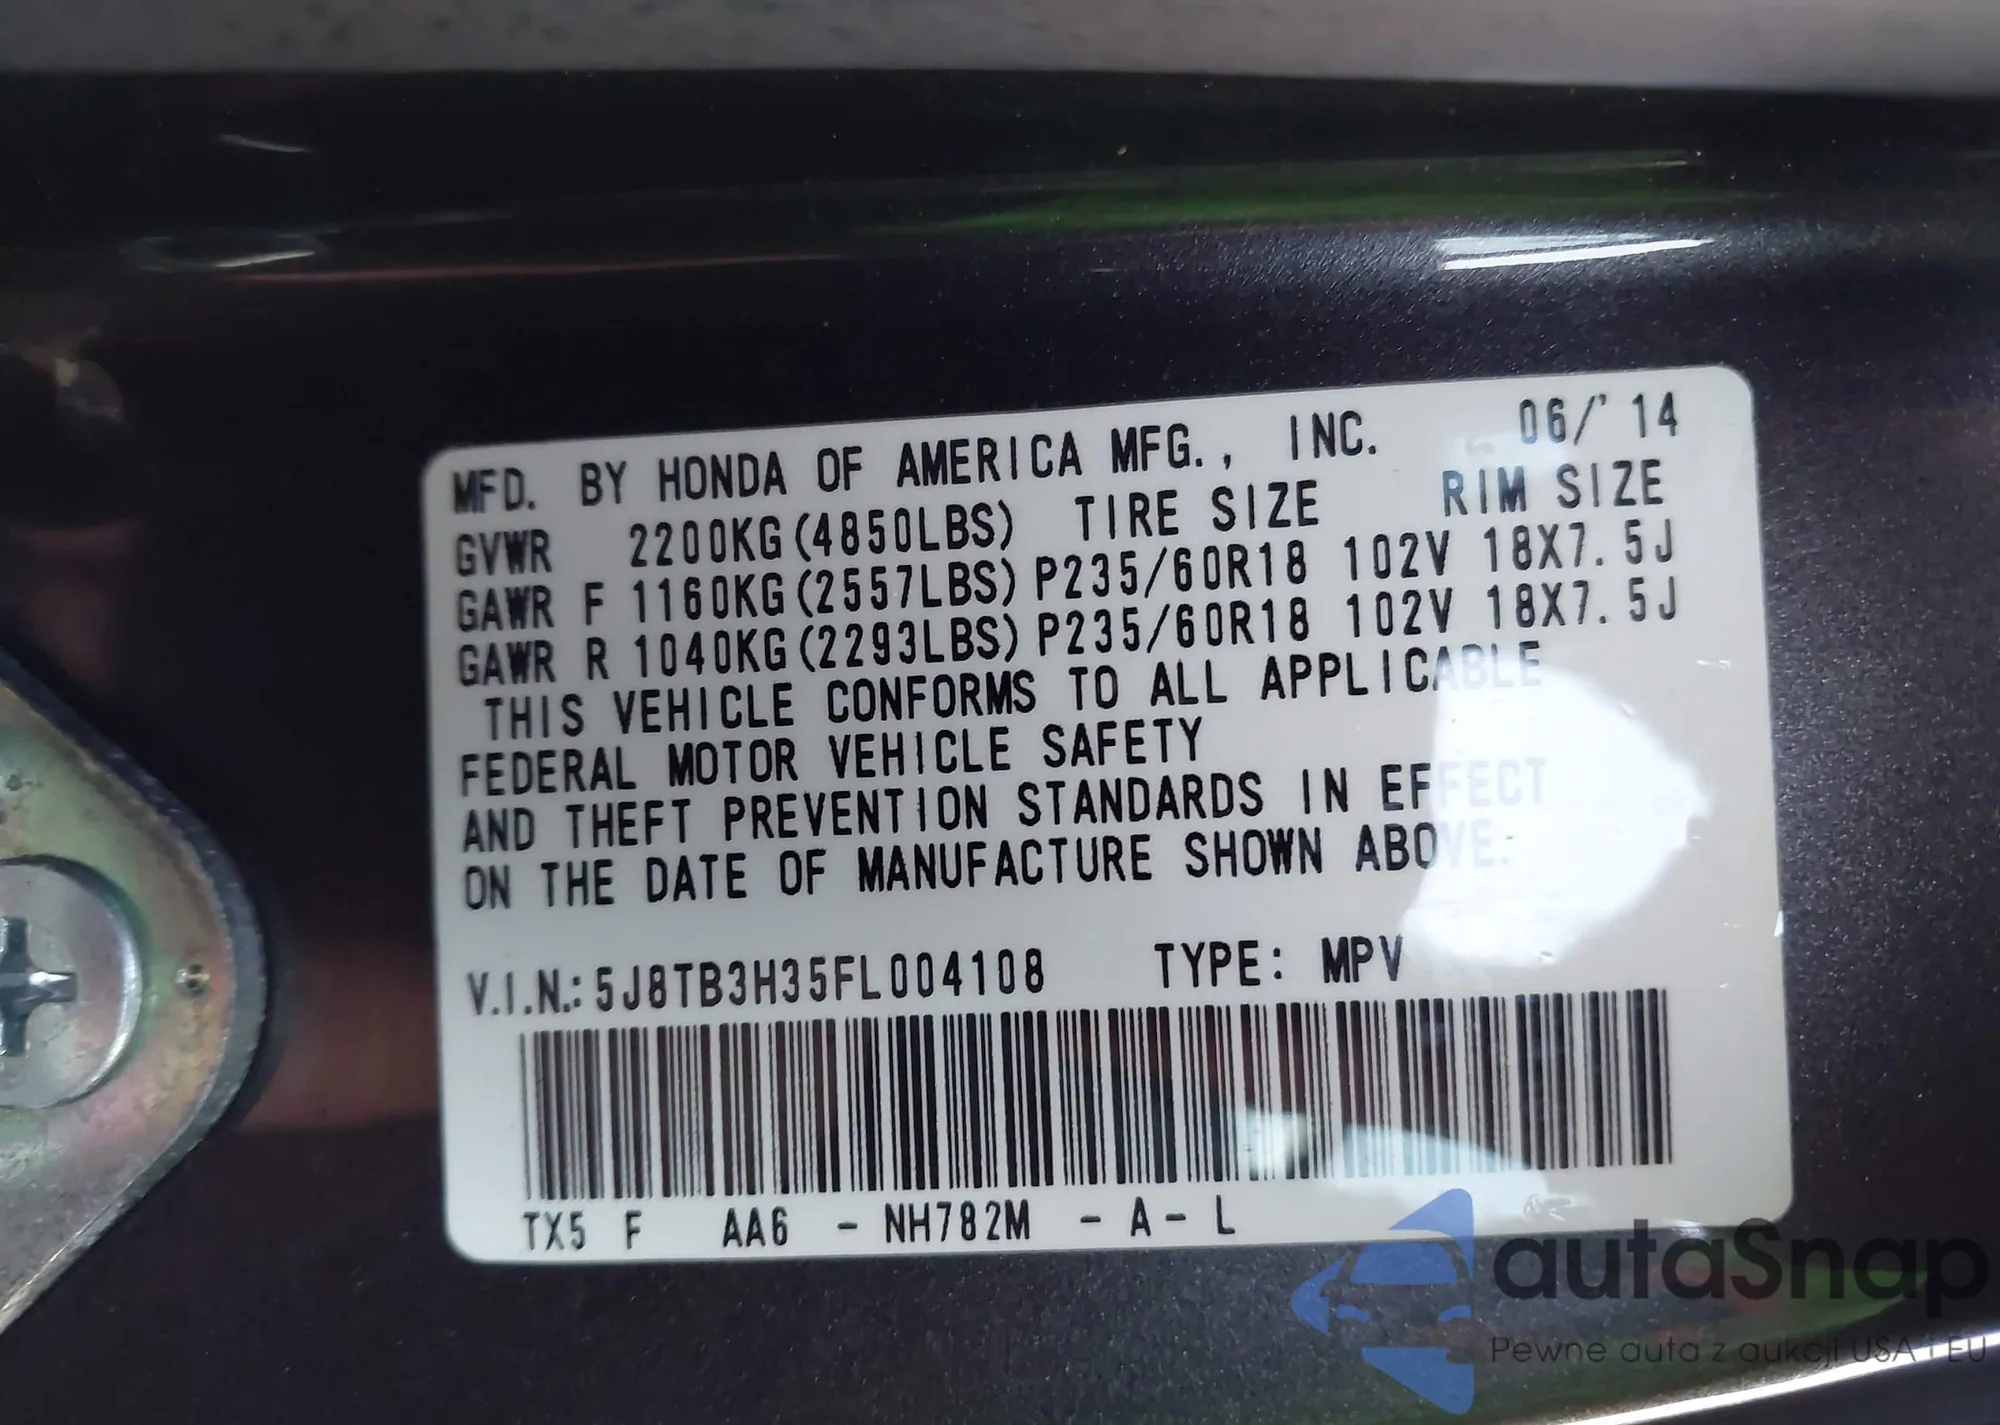 MFD. BY HONDA OF AMERICA MFG., INC. 06/'14
GVWR 2200KG(4850LBS) TIRE SIZE RIM SIZE
GAWR F 1160KG(2557LBS) P235/60R18 102V 18X7.5J
GAWR R 1040KG(2293LBS) P235/60R18 102V 18X7.5J
THIS VEHICLE CONFORMS TO ALL APPLICABLE
FEDERAL MOTOR VEHICLE SAFETY
AND THEFT PREVENTION STANDARDS IN EFFECT
ON THE DATE OF MANUFACTURE SHOWN ABOVE.
V.I.N.: 5J8TB3H35FL004108 TYPE: MPV
TX5 F AA6 - NH782M - A - L
autaSnap
Pewne auta z aukcji USA i EU